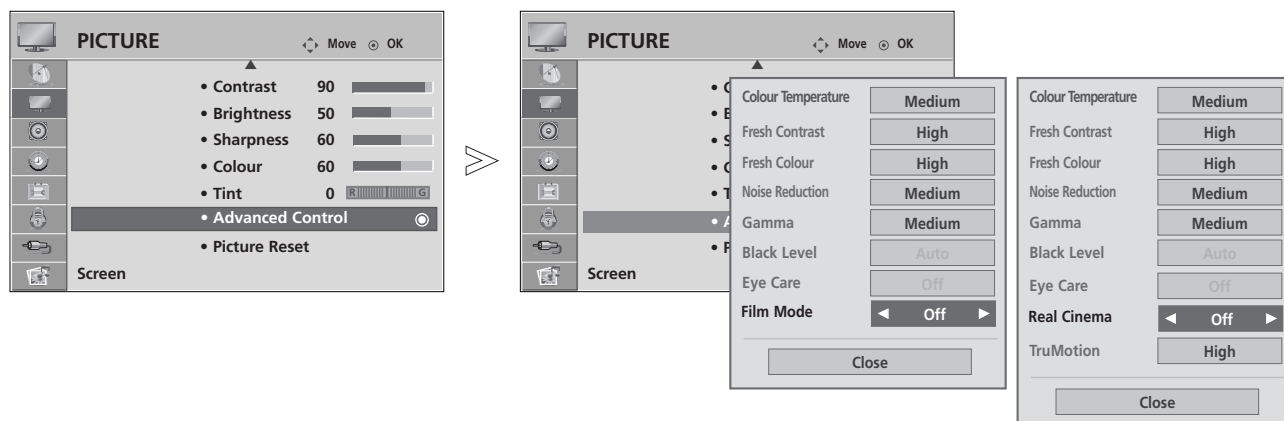 PICTURE
Move
OK
• Contrast 90
• Brightness 50
• Sharpness 60
• Colour 60
• Tint 0 R G
• Advanced Control
• Picture Reset
Screen
PICTURE
Move
OK
Screen
Colour Temperature Medium
Fresh Contrast High
Fresh Colour High
Noise Reduction Medium
Gamma Medium
Black Level Auto
Eye Care Off
Film Mode ◄ Off ►
Close
Colour Temperature Medium
Fresh Contrast High
Fresh Colour High
Noise Reduction Medium
Gamma Medium
Black Level Auto
Eye Care Off
Real Cinema ◄ Off ►
TruMotion High
Close